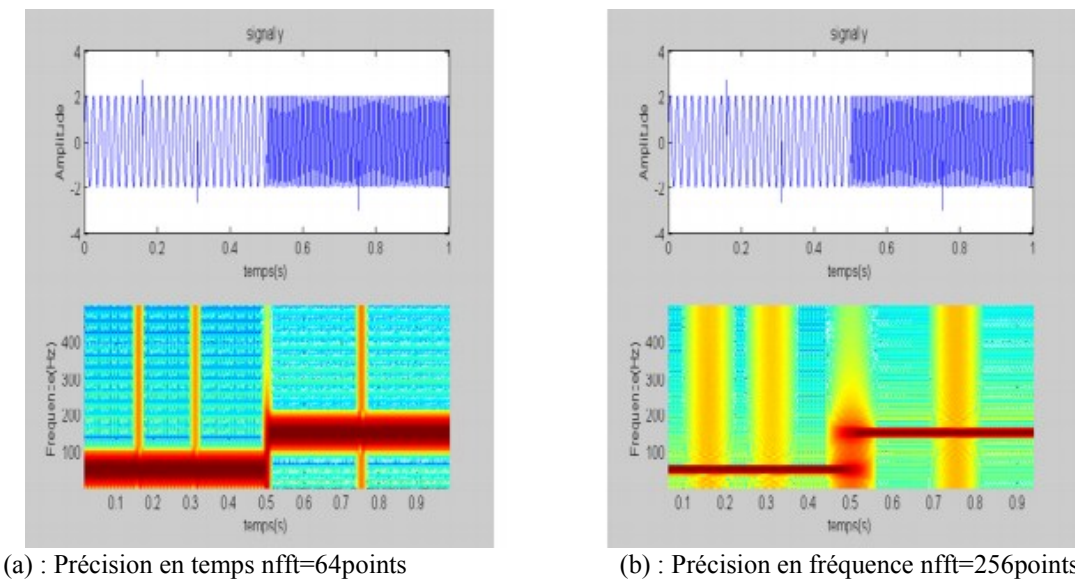 signal y
4
2
0
-2
-4
Amplitude
0 0.2 0.4 0.6 0.8 1
temps(s)
400
300
200
100
Frequence(Hz)
0.1 0.2 0.3 0.4 0.5 0.6 0.7 0.8 0.9
temps(s)
(a) : Précision en temps nfft=64points
signal y
4
2
0
-2
-4
Amplitude
0 0.2 0.4 0.6 0.8 1
temps(s)
400
300
200
100
Frequence(Hz)
0.1 0.2 0.3 0.4 0.5 0.6 0.7 0.8 0.9
temps(s)
(b) : Précision en fréquence nfft=256points